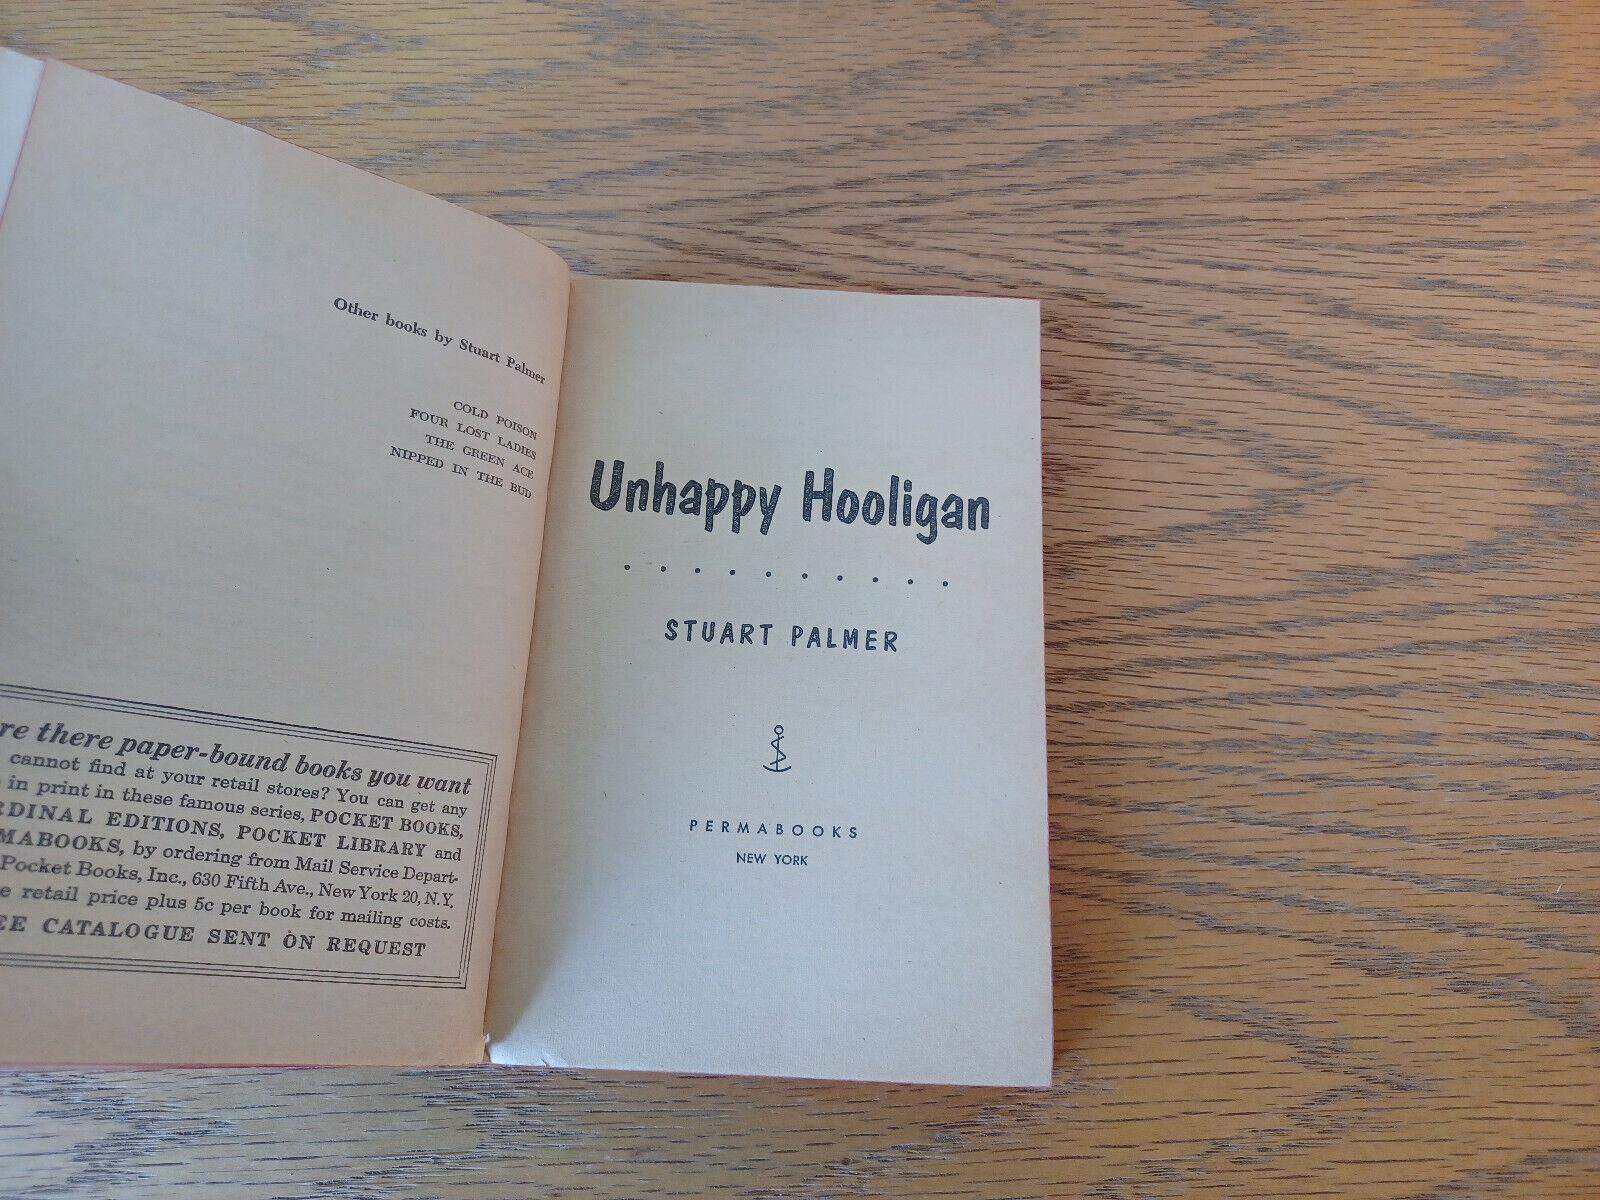 Other books by Stuart Palmer
COLD POISON
FOUR LOST LADIES
THE GREEN ACE
NIPPED IN THE BUD
there paper-bound books you want
cannot find at your retail stores? You can get any
in print in these famous series, POCKET BOOKS,
EDITIONS, POCKET LIBRARY and
by ordering from Mail Service Depart-
Pocket Books, Inc., 630 Fifth Ave., New York 20, N.Y.
retail price plus 5c per book for mailing costs.
CATALOGUE SENT ON REQUEST
Unhappy Hooligan
STUART PALMER
PERMABOOKS
NEW YORK